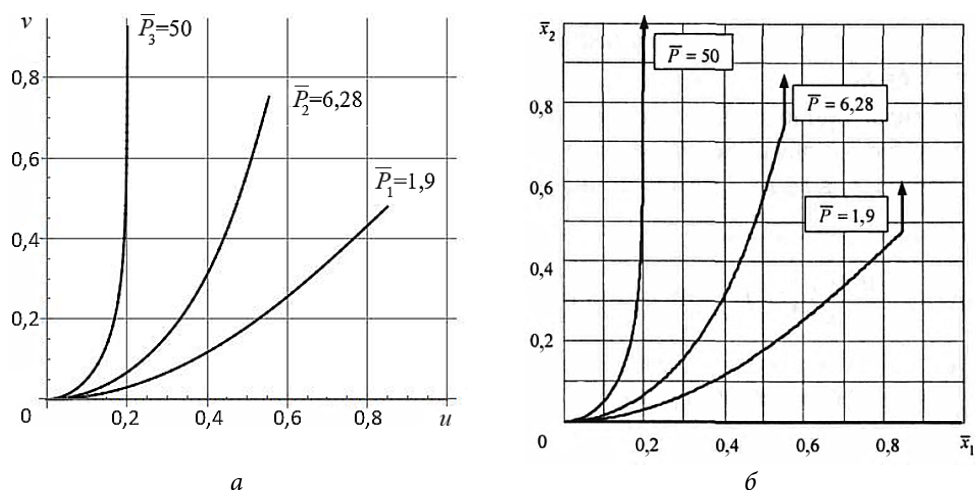 v
P̅₃=50
0,8
P̅₂=6,28
0,6
P̅₁=1,9
0,4
0,2
0
0,2
0,4
0,6
0,8
u
а
x̅₂
P̅ = 50
0,8
P̅ = 6,28
0,6
P̅ = 1,9
0,4
0,2
0
0,2
0,4
0,6
0,8
x̅₁
б